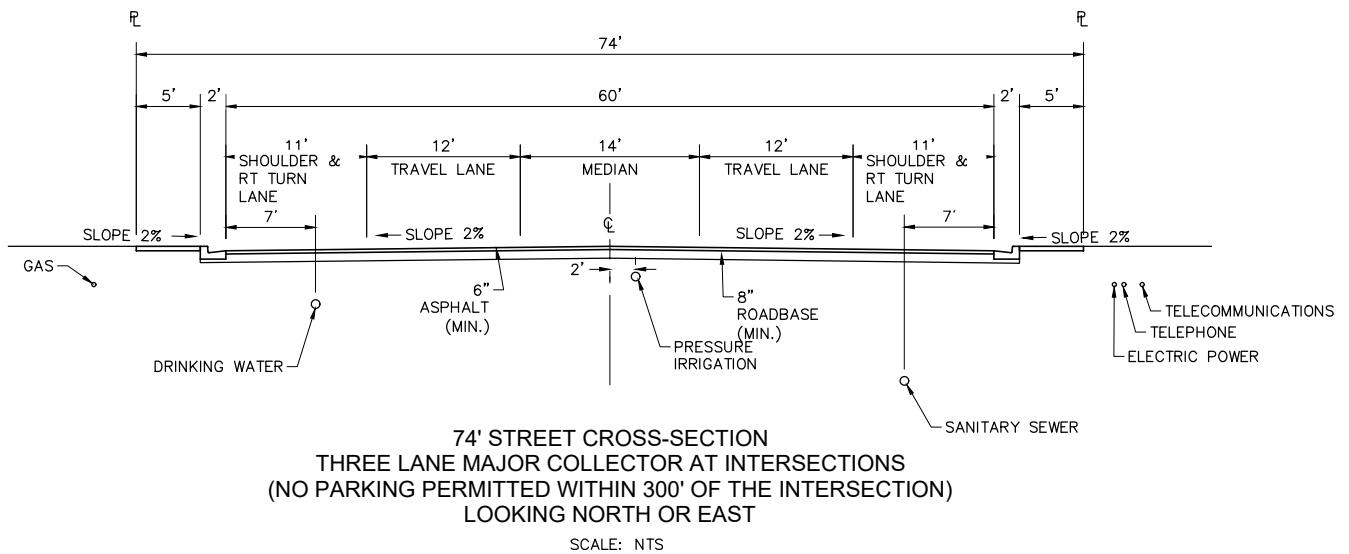 PL PL
74'
5' 2' 60' 2' 5'
11' 12' 14' 12' 11'
SHOULDER & RT TURN LANE
TRAVEL LANE
MEDIAN
TRAVEL LANE
SHOULDER & RT TURN LANE
7' 7'
CL
SLOPE 2%
SLOPE 2%
SLOPE 2%
SLOPE 2%
GAS
2'
6"
ASPHALT
(MIN.)
8"
ROADBASE
(MIN.)
TELECOMMUNICATIONS
TELEPHONE
ELECTRIC POWER
DRINKING WATER
PRESSURE
IRRIGATION
SANITARY SEWER
74' STREET CROSS-SECTION
THREE LANE MAJOR COLLECTOR AT INTERSECTIONS
(NO PARKING PERMITTED WITHIN 300' OF THE INTERSECTION)
LOOKING NORTH OR EAST
SCALE: NTS